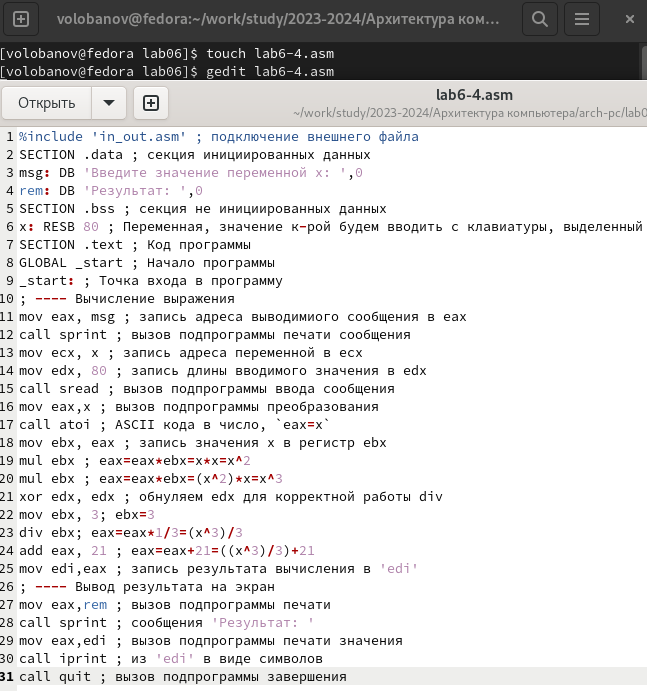 volobanov@fedora:~/work/study/2023-2024/Архитектура ком...
[volobanov@fedora lab06]$ touch lab6-4.asm
[volobanov@fedora lab06]$ gedit lab6-4.asm
Открыть
lab6-4.asm
~/work/study/2023-2024/Архитектура компьютера/arch-pc/lab0
1 %include 'in_out.asm' ; подключение внешнего файла
2 SECTION .data ; секция инициированных данных
3 msg: DB 'Введите значение переменной х: ',0
4 rem: DB 'Результат: ',0
5 SECTION .bss ; секция не инициированных данных
6 x: RESB 80 ; Переменная, значение к-рой будем вводить с клавиатуры, выделенный
7 SECTION .text ; Код программы
8 GLOBAL _start ; Начало программы
9 _start: ; Точка входа в программу
10 ; ---- Вычисление выражения
11 mov eax, msg ; запись адреса выводимиого сообщения в eax
12 call sprint ; вызов подпрограммы печати сообщения
13 mov ecx, x ; запись адреса переменной в ecx
14 mov edx, 80 ; запись длины вводимого значения в edx
15 call sread ; вызов подпрограммы ввода сообщения
16 mov eax,x ; вызов подпрограммы преобразования
17 call atoi ; ASCII кода в число, `eax=x`
18 mov ebx, eax ; запись значения x в регистр ebx
19 mul ebx ; eax=eax*ebx=x*x=x^2
20 mul ebx ; eax=eax*ebx=(x^2)*x=x^3
21 xor edx, edx ; обнуляем edx для корректной работы div
22 mov ebx, 3; ebx=3
23 div ebx; eax=eax*1/3=(x^3)/3
24 add eax, 21 ; eax=eax+21=((x^3)/3)+21
25 mov edi,eax ; запись результата вычисления в 'edi'
26 ; ---- Вывод результата на экран
27 mov eax,rem ; вызов подпрограммы печати
28 call sprint ; сообщения 'Результат: '
29 mov eax,edi ; вызов подпрограммы печати значения
30 call iprint ; из 'edi' в виде символов
31 call quit ; вызов подпрограммы завершения